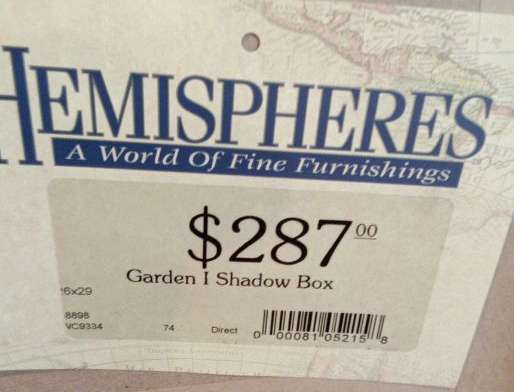 HEMISPHERES
A World Of Fine Furnishings
$287 00
Garden I Shadow Box
6x29
8898
VC9334 74 Direct 0 00081 05215 8